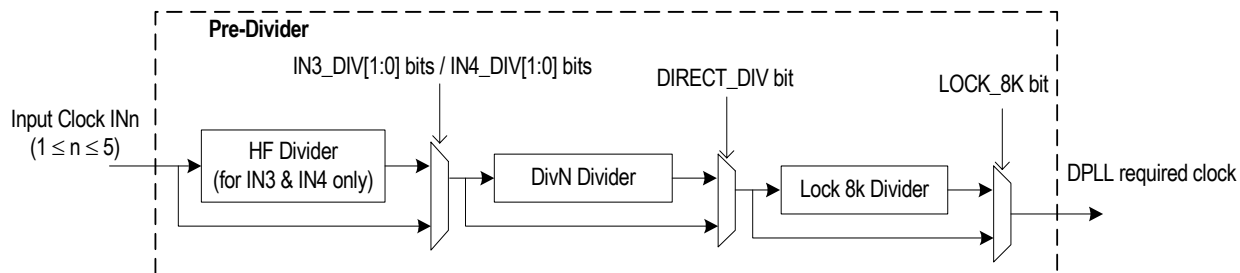 Pre-Divider
IN3_DIV[1:0] bits / IN4_DIV[1:0] bits
DIRECT_DIV bit
LOCK_8K bit
Input Clock INn
(1 ≤ n ≤ 5)
HF Divider
(for IN3 & IN4 only)
DivN Divider
Lock 8k Divider
DPLL required clock